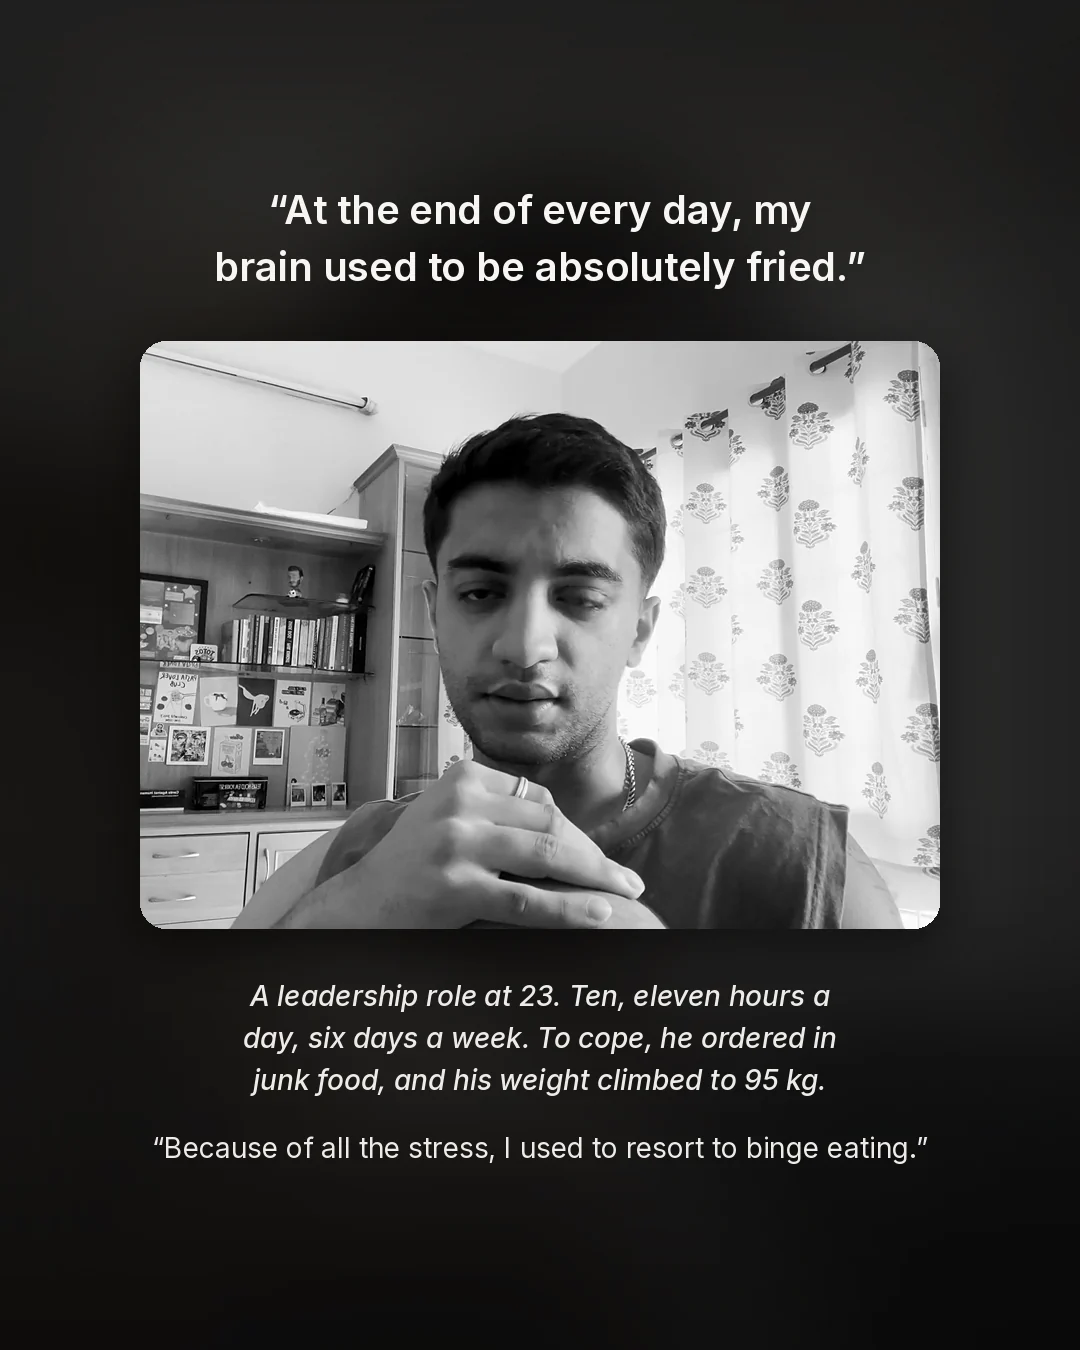 “At the end of every day, my
brain used to be absolutely fried.”
A leadership role at 23. Ten, eleven hours a
day, six days a week. To cope, he ordered in
junk food, and his weight climbed to 95 kg.
“Because of all the stress, I used to resort to binge eating.”